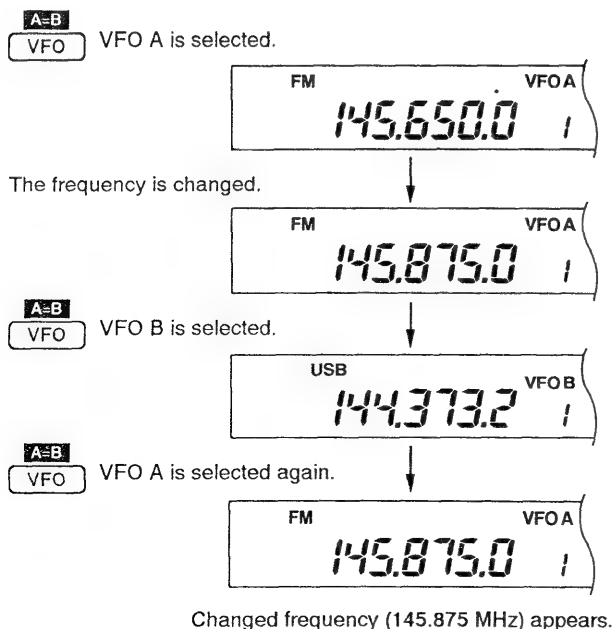 A=B
VFO VFO A is selected.
FM VFO A
145.650.0 1
The frequency is changed.
FM VFO A
145.875.0 1
A=B
VFO VFO B is selected.
USB VFO B
144.373.2 1
A=B
VFO VFO A is selected again.
FM VFO A
145.875.0 1
Changed frequency (145.875 MHz) appears.